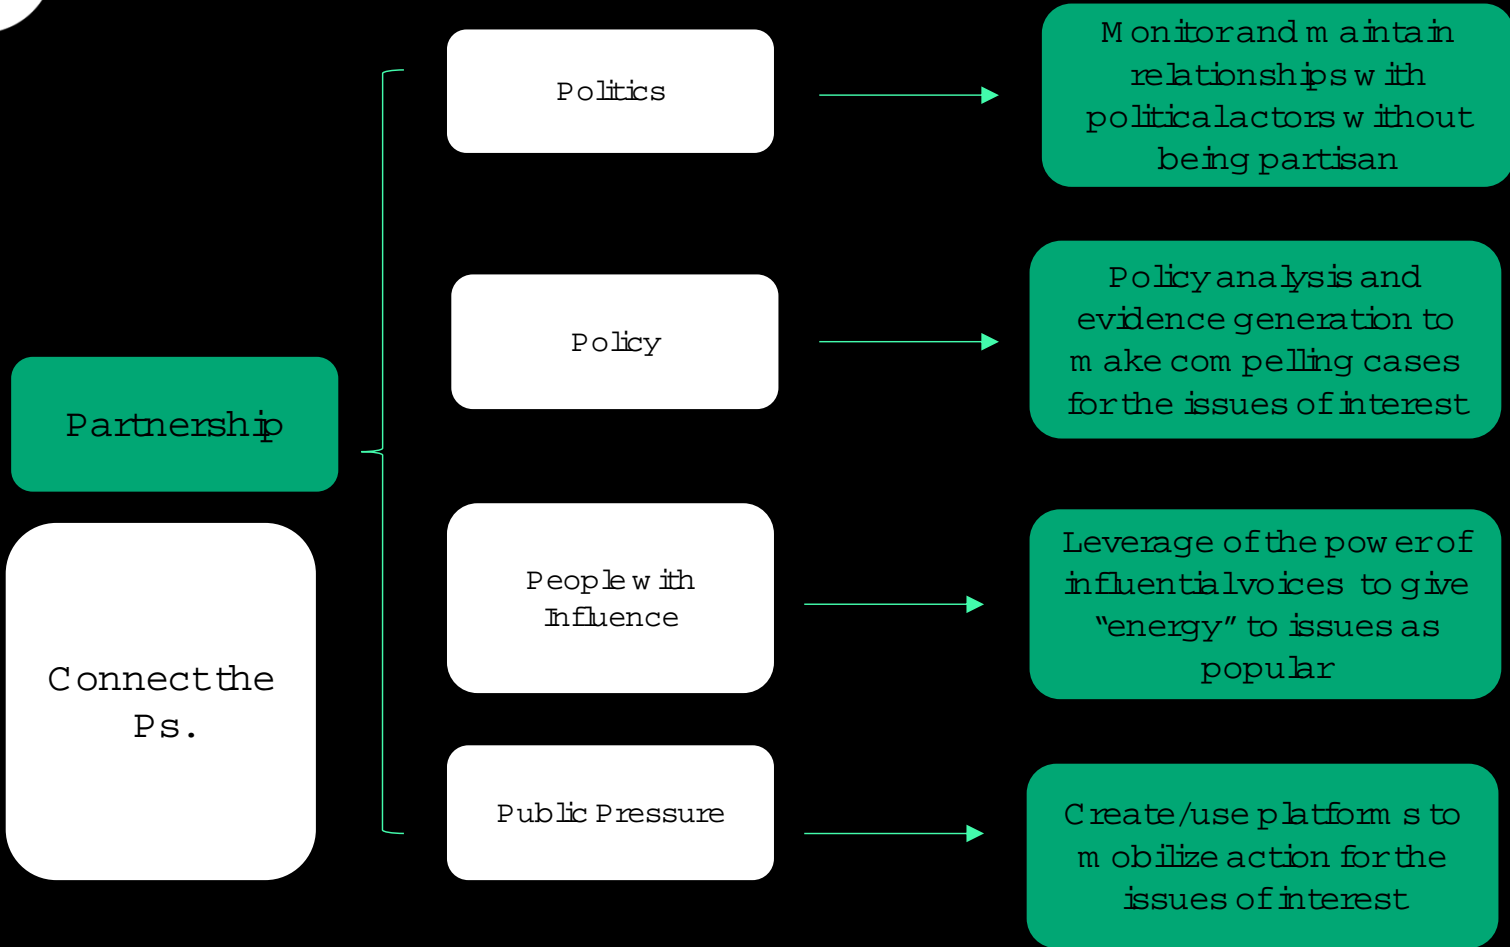 Partnership
Connect the
Ps.
Politics
Monitor and maintain
relationships with
political actors without
being partisan
Policy
Policy analysis and
evidence generation to
make compelling cases
for the issues of interest
People with
Influence
Leverage of the power of
influential voices to give
“energy” to issues as
popular
Public Pressure
Create/use platforms to
mobilize action for the
issues of interest